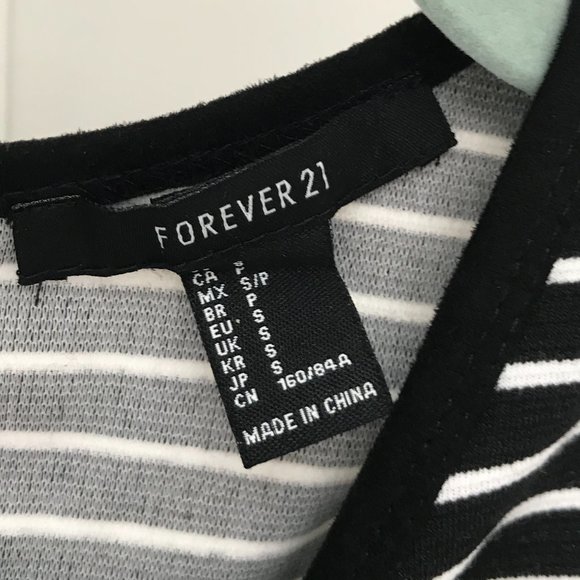 FOREVER 21
CA P
MX S/P
BR P
EU S
UK S
KR S
JP S
CN 160/84A
MADE IN CHINA